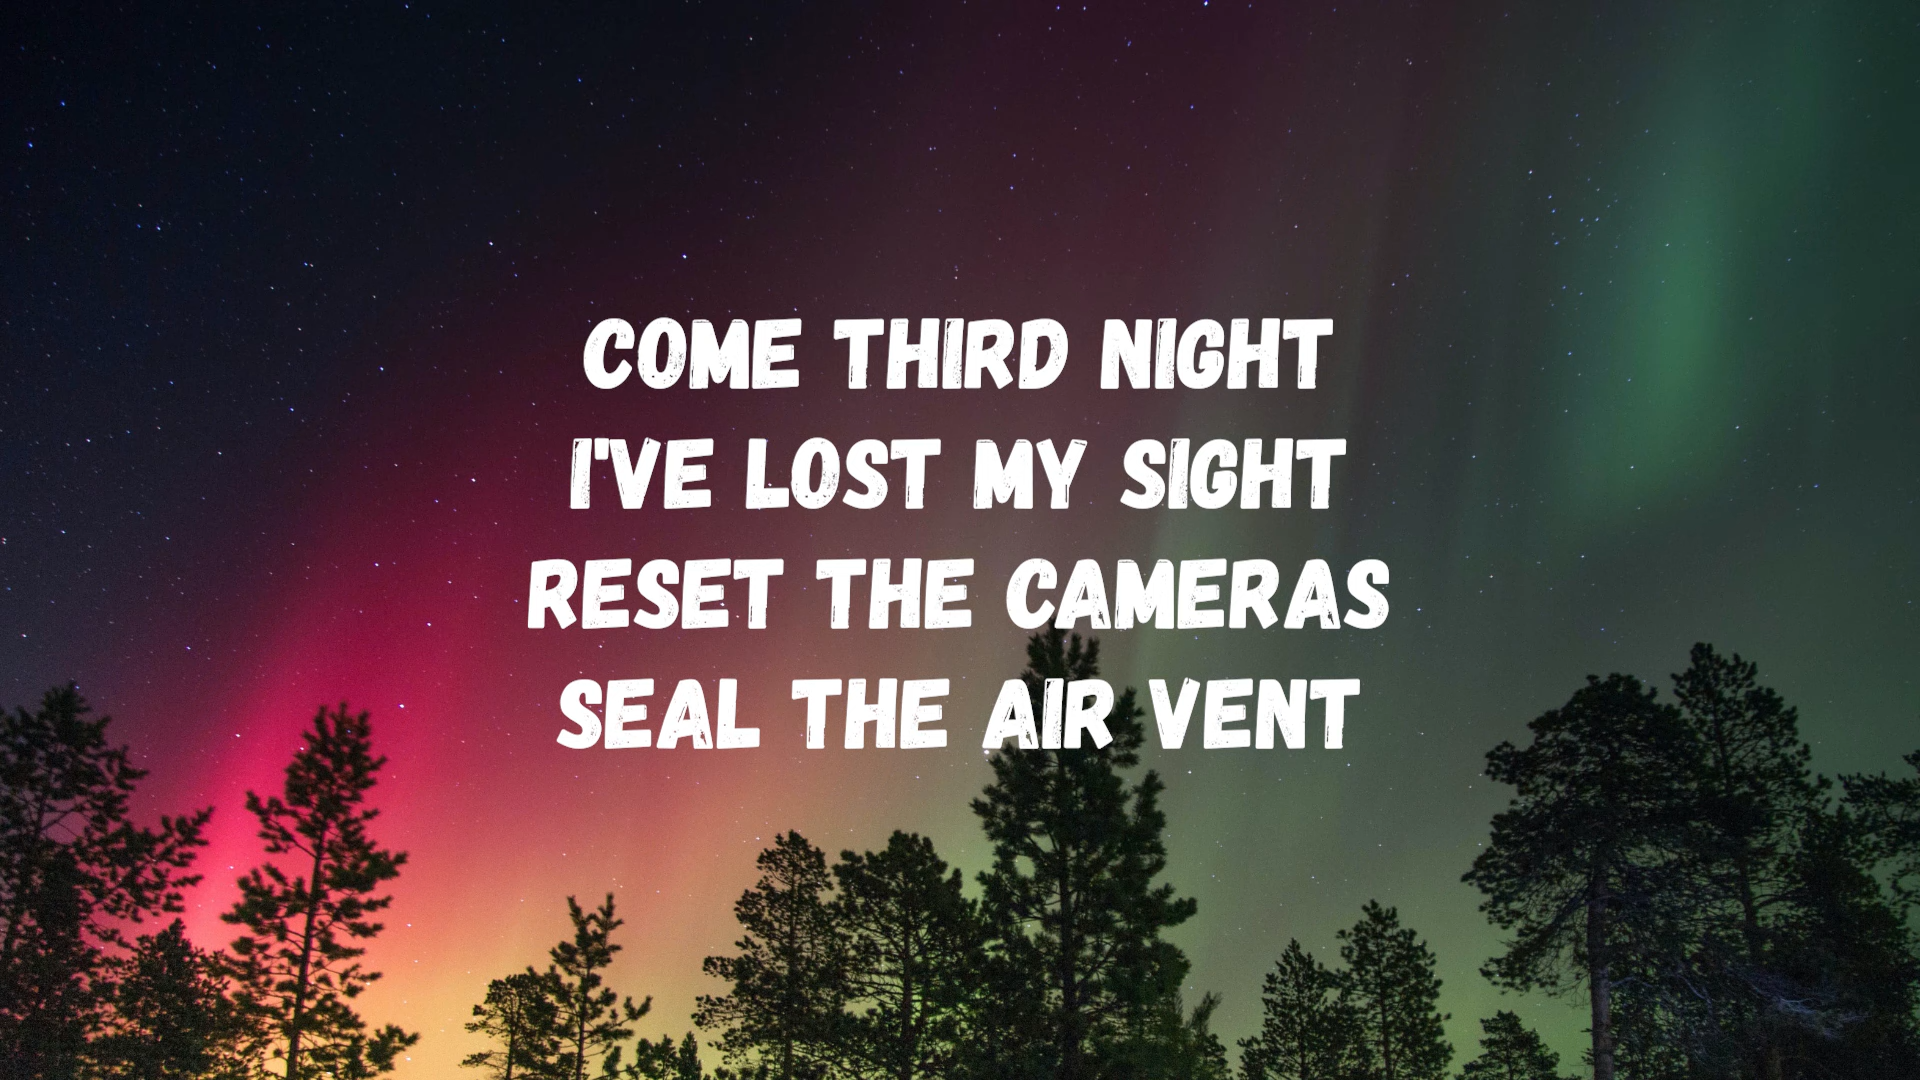 COME THIRD NIGHT
I'VE LOST MY SIGHT
RESET THE CAMERAS
SEAL THE AIR VENT